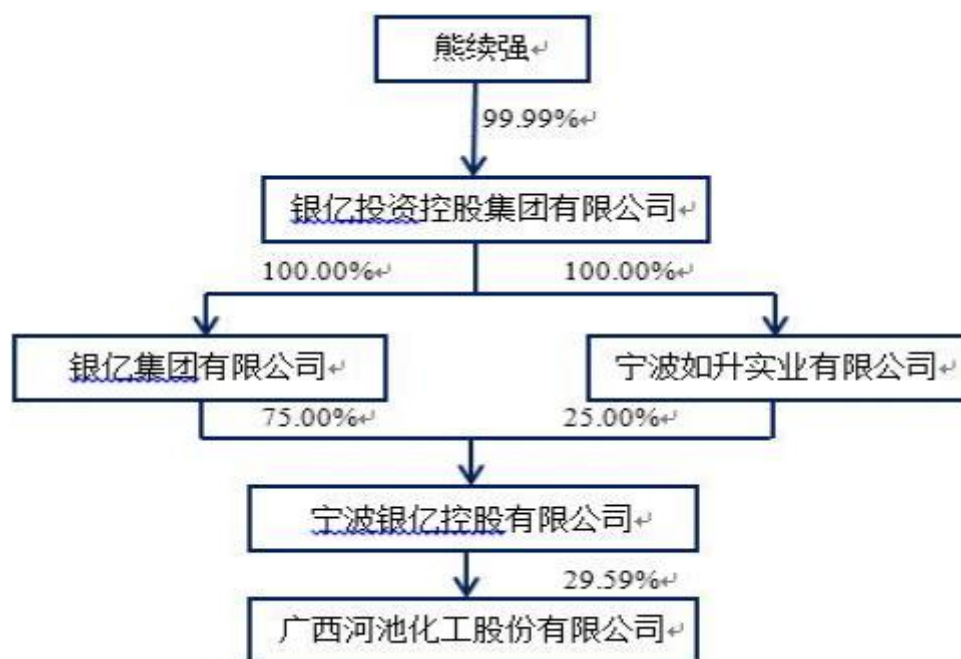 熊续强
99.99%
银亿投资控股集团有限公司
100.00%
100.00%
银亿集团有限公司
宁波如升实业有限公司
75.00%
25.00%
宁波银亿控股有限公司
29.59%
广西河池化工股份有限公司